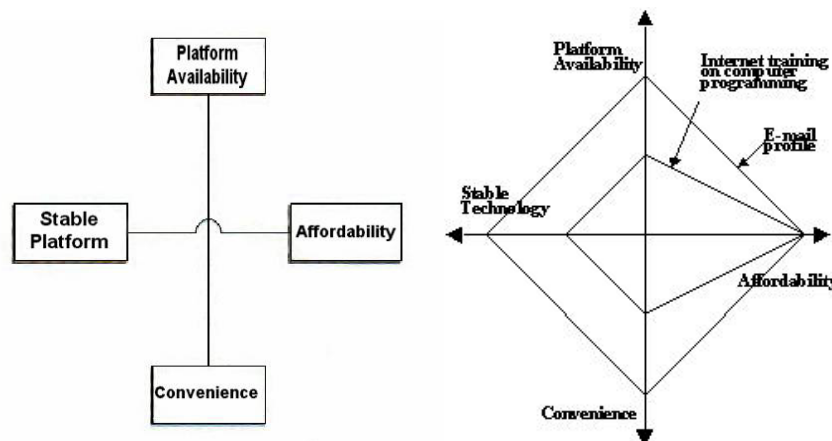 Platform
Availability
Stable
Platform
Affordability
Convenience
Platform
Availability
Internet training
on computer
programming
E-mail
profile
Stable
Technology
Affordability
Convenience